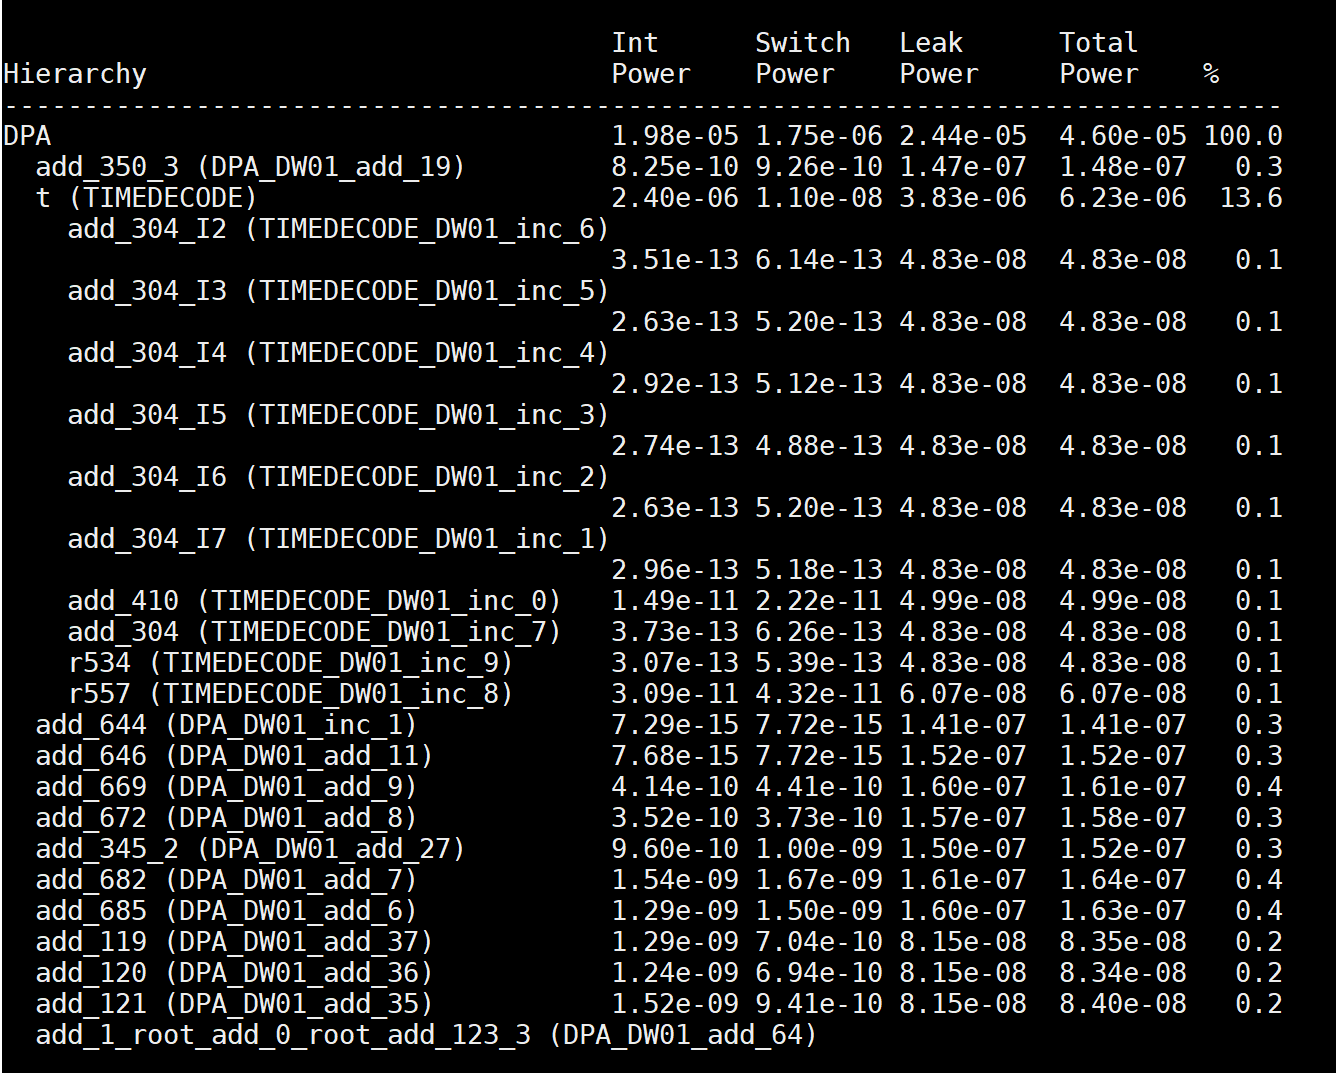 Int      Switch   Leak      Total
Hierarchy                             Power    Power    Power     Power    %
--------------------------------------------------------------------------------
DPA                                   1.98e-05 1.75e-06 2.44e-05  4.60e-05 100.0
  add_350_3 (DPA_DW01_add_19)         8.25e-10 9.26e-10 1.47e-07  1.48e-07   0.3
  t (TIMEDECODE)                      2.40e-06 1.10e-08 3.83e-06  6.23e-06  13.6
    add_304_I2 (TIMEDECODE_DW01_inc_6)
                                      3.51e-13 6.14e-13 4.83e-08  4.83e-08   0.1
    add_304_I3 (TIMEDECODE_DW01_inc_5)
                                      2.63e-13 5.20e-13 4.83e-08  4.83e-08   0.1
    add_304_I4 (TIMEDECODE_DW01_inc_4)
                                      2.92e-13 5.12e-13 4.83e-08  4.83e-08   0.1
    add_304_I5 (TIMEDECODE_DW01_inc_3)
                                      2.74e-13 4.88e-13 4.83e-08  4.83e-08   0.1
    add_304_I6 (TIMEDECODE_DW01_inc_2)
                                      2.63e-13 5.20e-13 4.83e-08  4.83e-08   0.1
    add_304_I7 (TIMEDECODE_DW01_inc_1)
                                      2.96e-13 5.18e-13 4.83e-08  4.83e-08   0.1
    add_410 (TIMEDECODE_DW01_inc_0)   1.49e-11 2.22e-11 4.99e-08  4.99e-08   0.1
    add_304 (TIMEDECODE_DW01_inc_7)   3.73e-13 6.26e-13 4.83e-08  4.83e-08   0.1
    r534 (TIMEDECODE_DW01_inc_9)      3.07e-13 5.39e-13 4.83e-08  4.83e-08   0.1
    r557 (TIMEDECODE_DW01_inc_8)      3.09e-11 4.32e-11 6.07e-08  6.07e-08   0.1
  add_644 (DPA_DW01_inc_1)            7.29e-15 7.72e-15 1.41e-07  1.41e-07   0.3
  add_646 (DPA_DW01_add_11)           7.68e-15 7.72e-15 1.52e-07  1.52e-07   0.3
  add_669 (DPA_DW01_add_9)            4.14e-10 4.41e-10 1.60e-07  1.61e-07   0.4
  add_672 (DPA_DW01_add_8)            3.52e-10 3.73e-10 1.57e-07  1.58e-07   0.3
  add_345_2 (DPA_DW01_add_27)         9.60e-10 1.00e-09 1.50e-07  1.52e-07   0.3
  add_682 (DPA_DW01_add_7)            1.54e-09 1.67e-09 1.61e-07  1.64e-07   0.4
  add_685 (DPA_DW01_add_6)            1.29e-09 1.50e-09 1.60e-07  1.63e-07   0.4
  add_119 (DPA_DW01_add_37)           1.29e-09 7.04e-10 8.15e-08  8.35e-08   0.2
  add_120 (DPA_DW01_add_36)           1.24e-09 6.94e-10 8.15e-08  8.34e-08   0.2
  add_121 (DPA_DW01_add_35)           1.52e-09 9.41e-10 8.15e-08  8.40e-08   0.2
  add_1_root_add_0_root_add_123_3 (DPA_DW01_add_64)